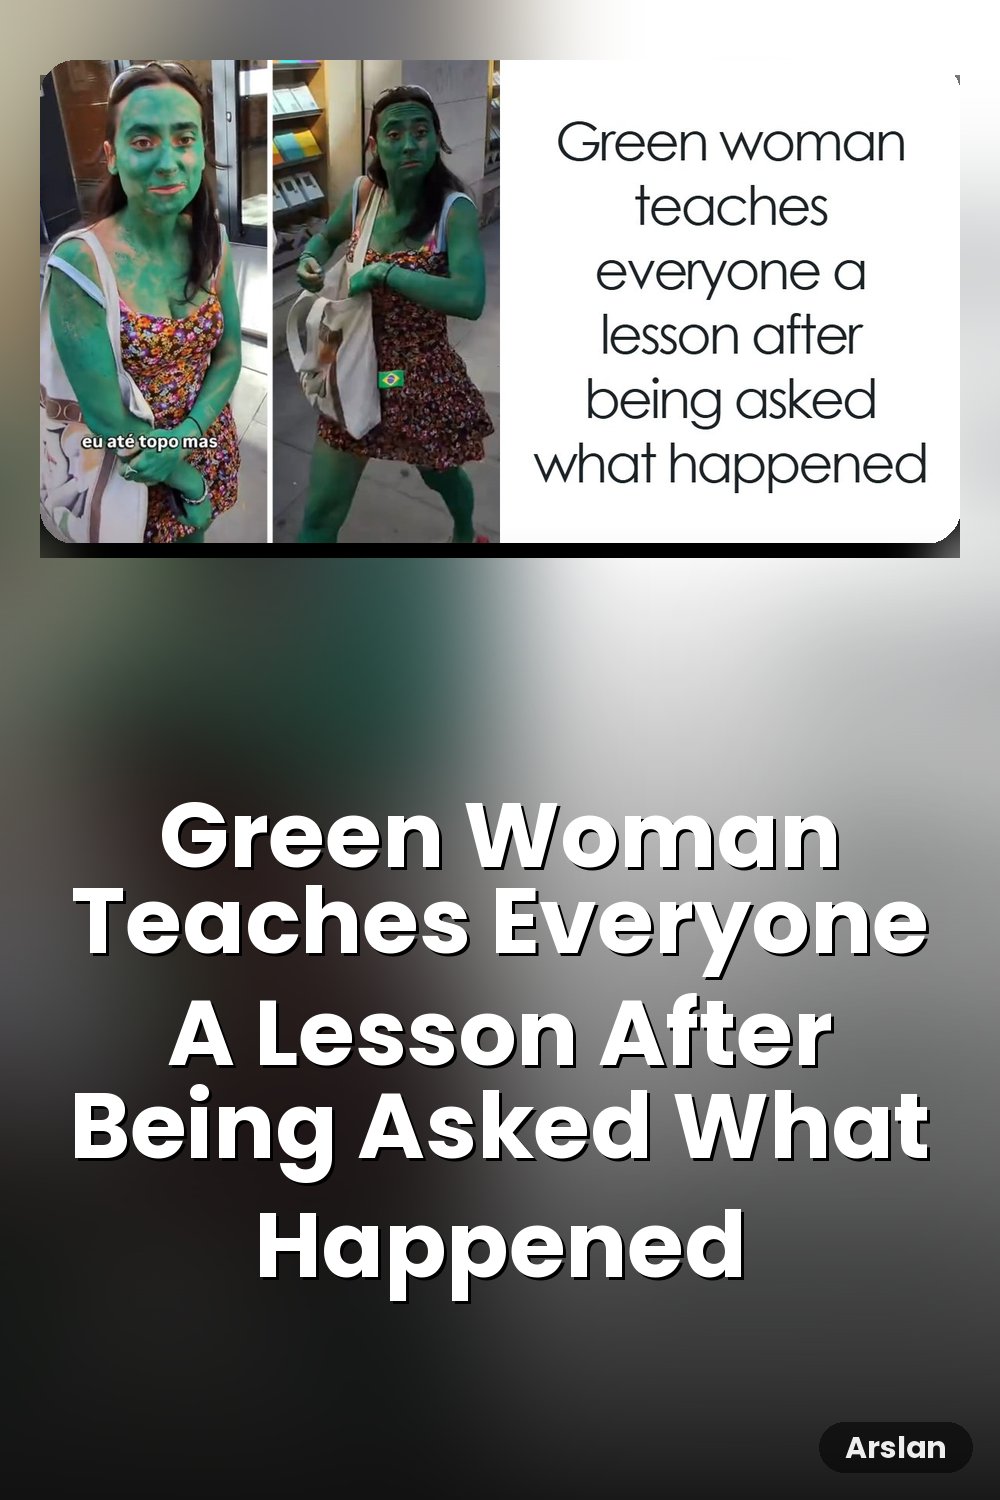 Green woman
teaches
everyone a
lesson after
being asked
what happened
eu até topo mas
Green Woman
Teaches Everyone
A Lesson After
Being Asked What
Happened
Arslan